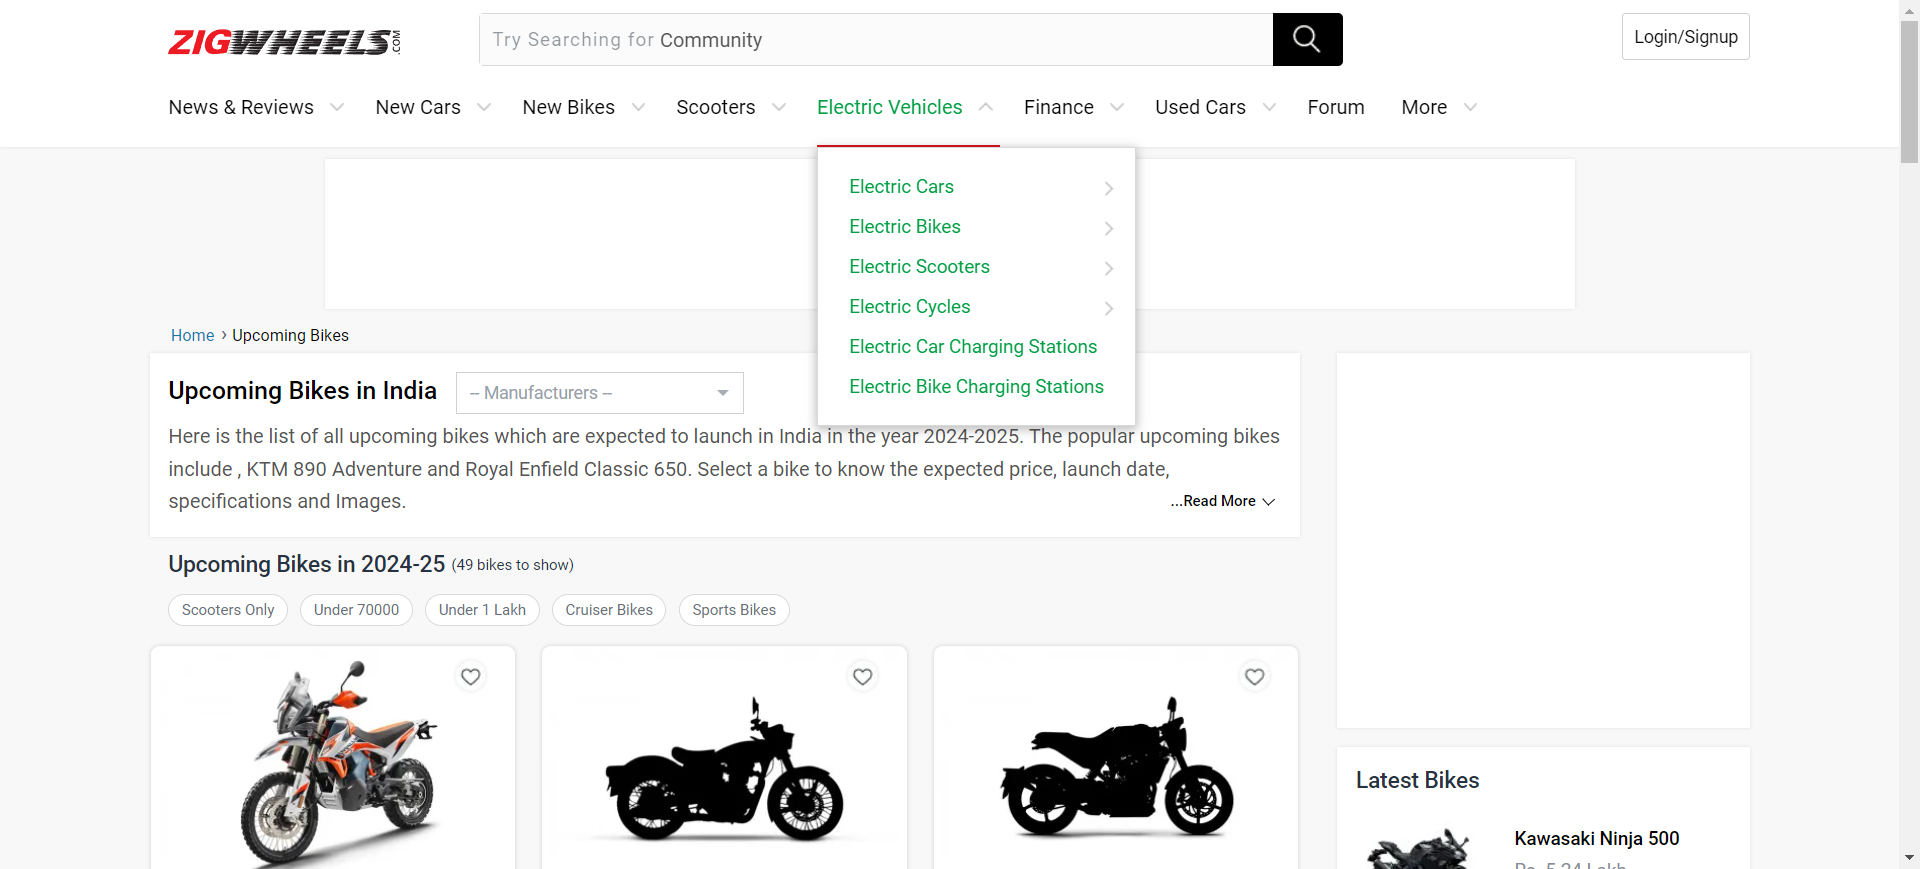 ZIGWHEELS.COM
Try Searching for Community
Login/Signup
News & Reviews
New Cars
New Bikes
Scooters
Electric Vehicles
Finance
Used Cars
Forum
More
Electric Cars
Electric Bikes
Electric Scooters
Electric Cycles
Electric Car Charging Stations
Electric Bike Charging Stations
Home › Upcoming Bikes
Upcoming Bikes in India
-- Manufacturers --
Here is the list of all upcoming bikes which are expected to launch in India in the year 2024-2025. The popular upcoming bikes
include , KTM 890 Adventure and Royal Enfield Classic 650. Select a bike to know the expected price, launch date,
specifications and Images.
...Read More
Upcoming Bikes in 2024-25 (49 bikes to show)
Scooters Only
Under 70000
Under 1 Lakh
Cruiser Bikes
Sports Bikes
Latest Bikes
Kawasaki Ninja 500
Rs. 5.24 Lakh